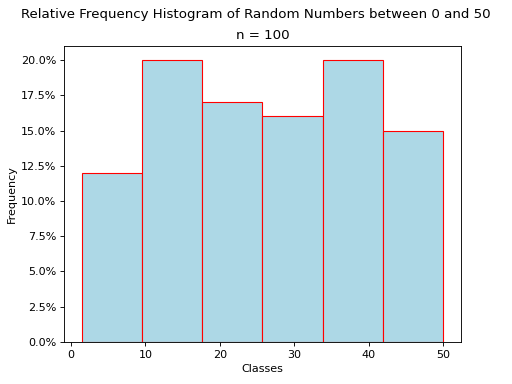 Relative Frequency Histogram of Random Numbers between 0 and 50
n = 100
20.0%
17.5%
15.0%
12.5%
10.0%
7.5%
5.0%
2.5%
0.0%
Frequency
0 10 20 30 40 50
Classes